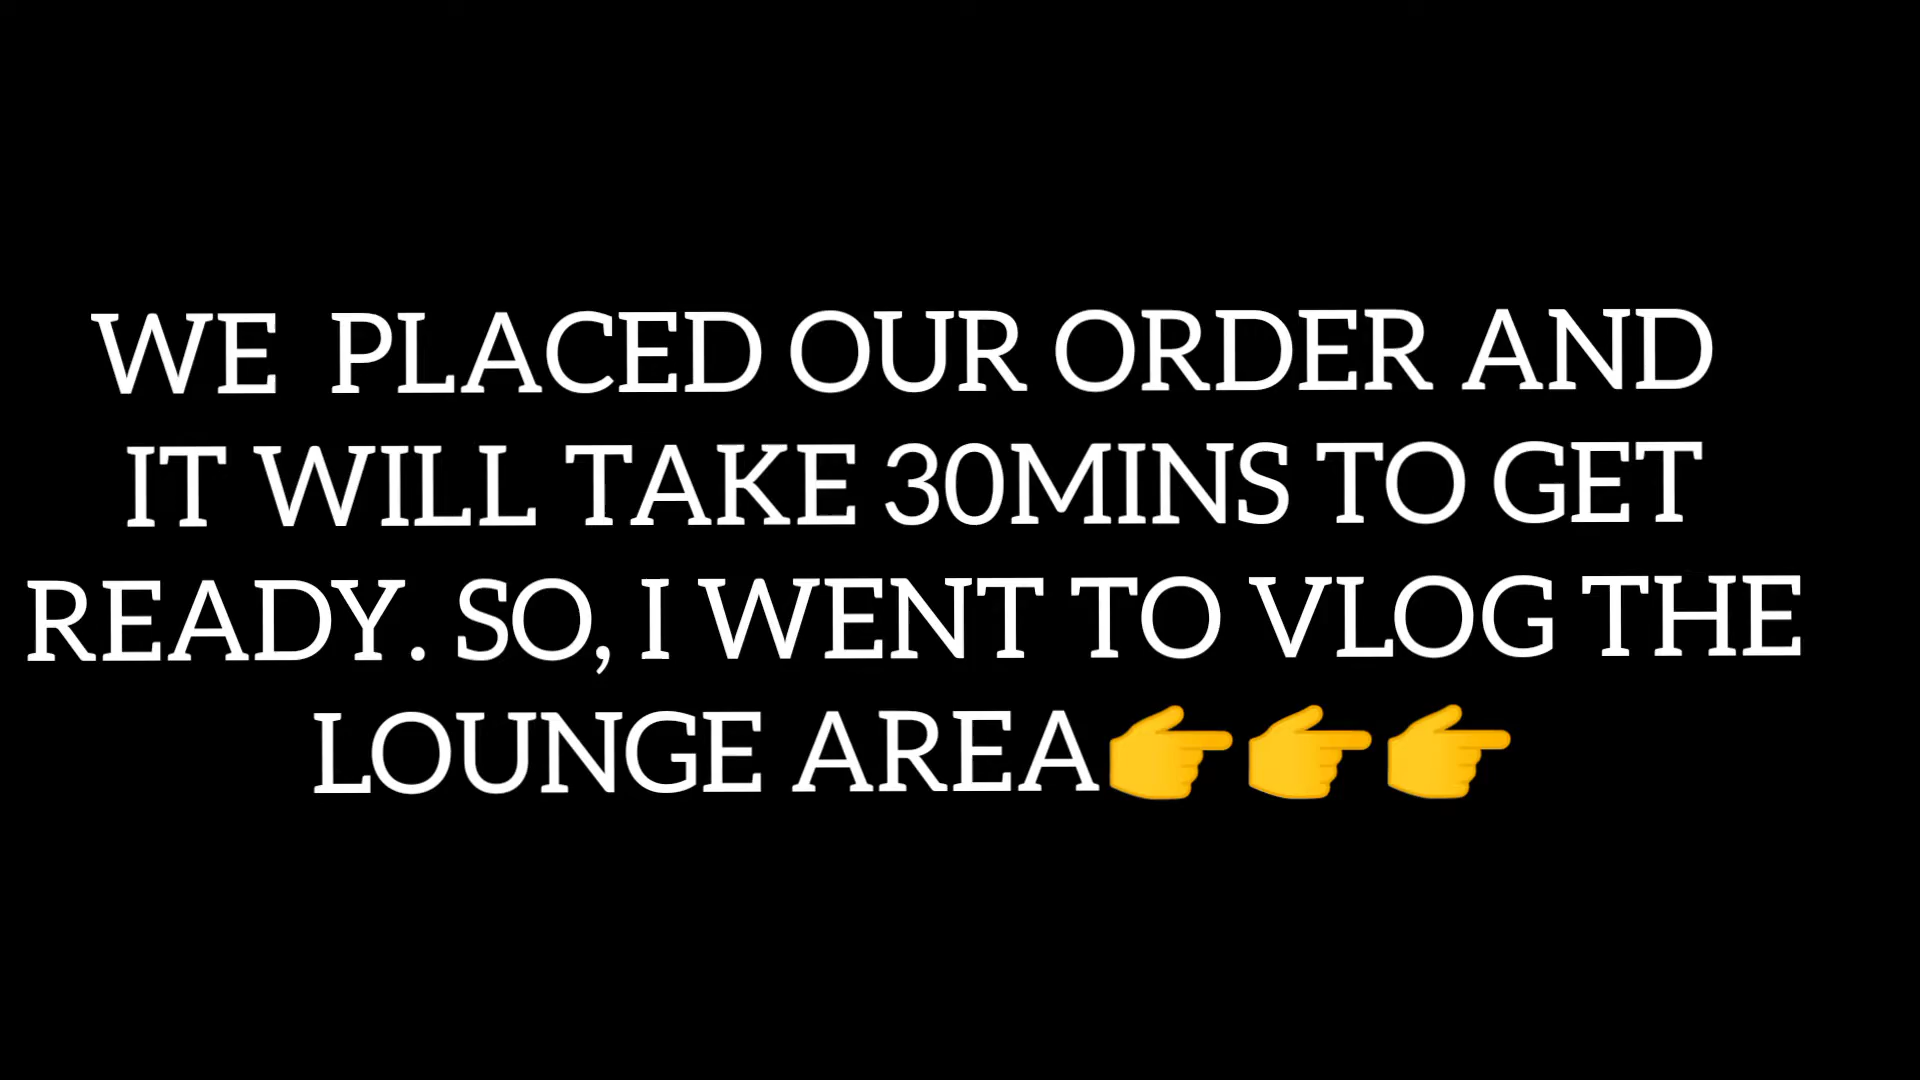 WE  PLACED OUR ORDER AND
IT WILL TAKE 30MINS TO GET
READY. SO, I WENT TO VLOG THE
LOUNGE AREA👉👉👉